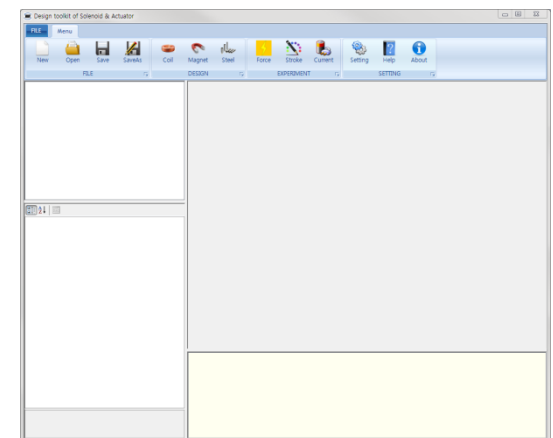 Design toolkit of Solenoid & Actuator
FILE Menu
New Open Save SaveAs Coil Magnet Steel Force Stroke Current Setting Help About
FILE DESIGN EXPERIMENT SETTING